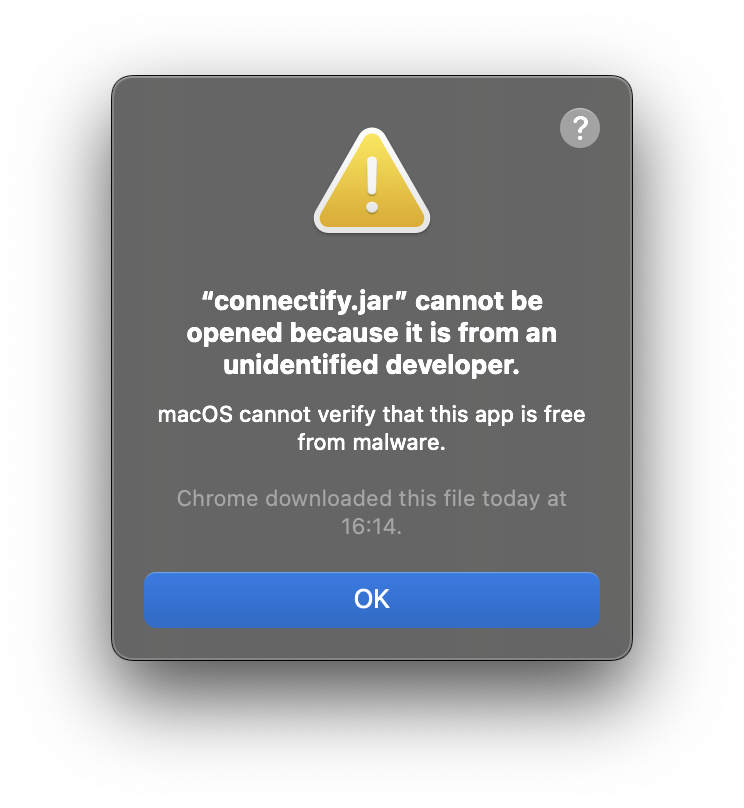 ?
“connectify.jar” cannot be
opened because it is from an
unidentified developer.
macOS cannot verify that this app is free
from malware.
Chrome downloaded this file today at
16:14.
OK